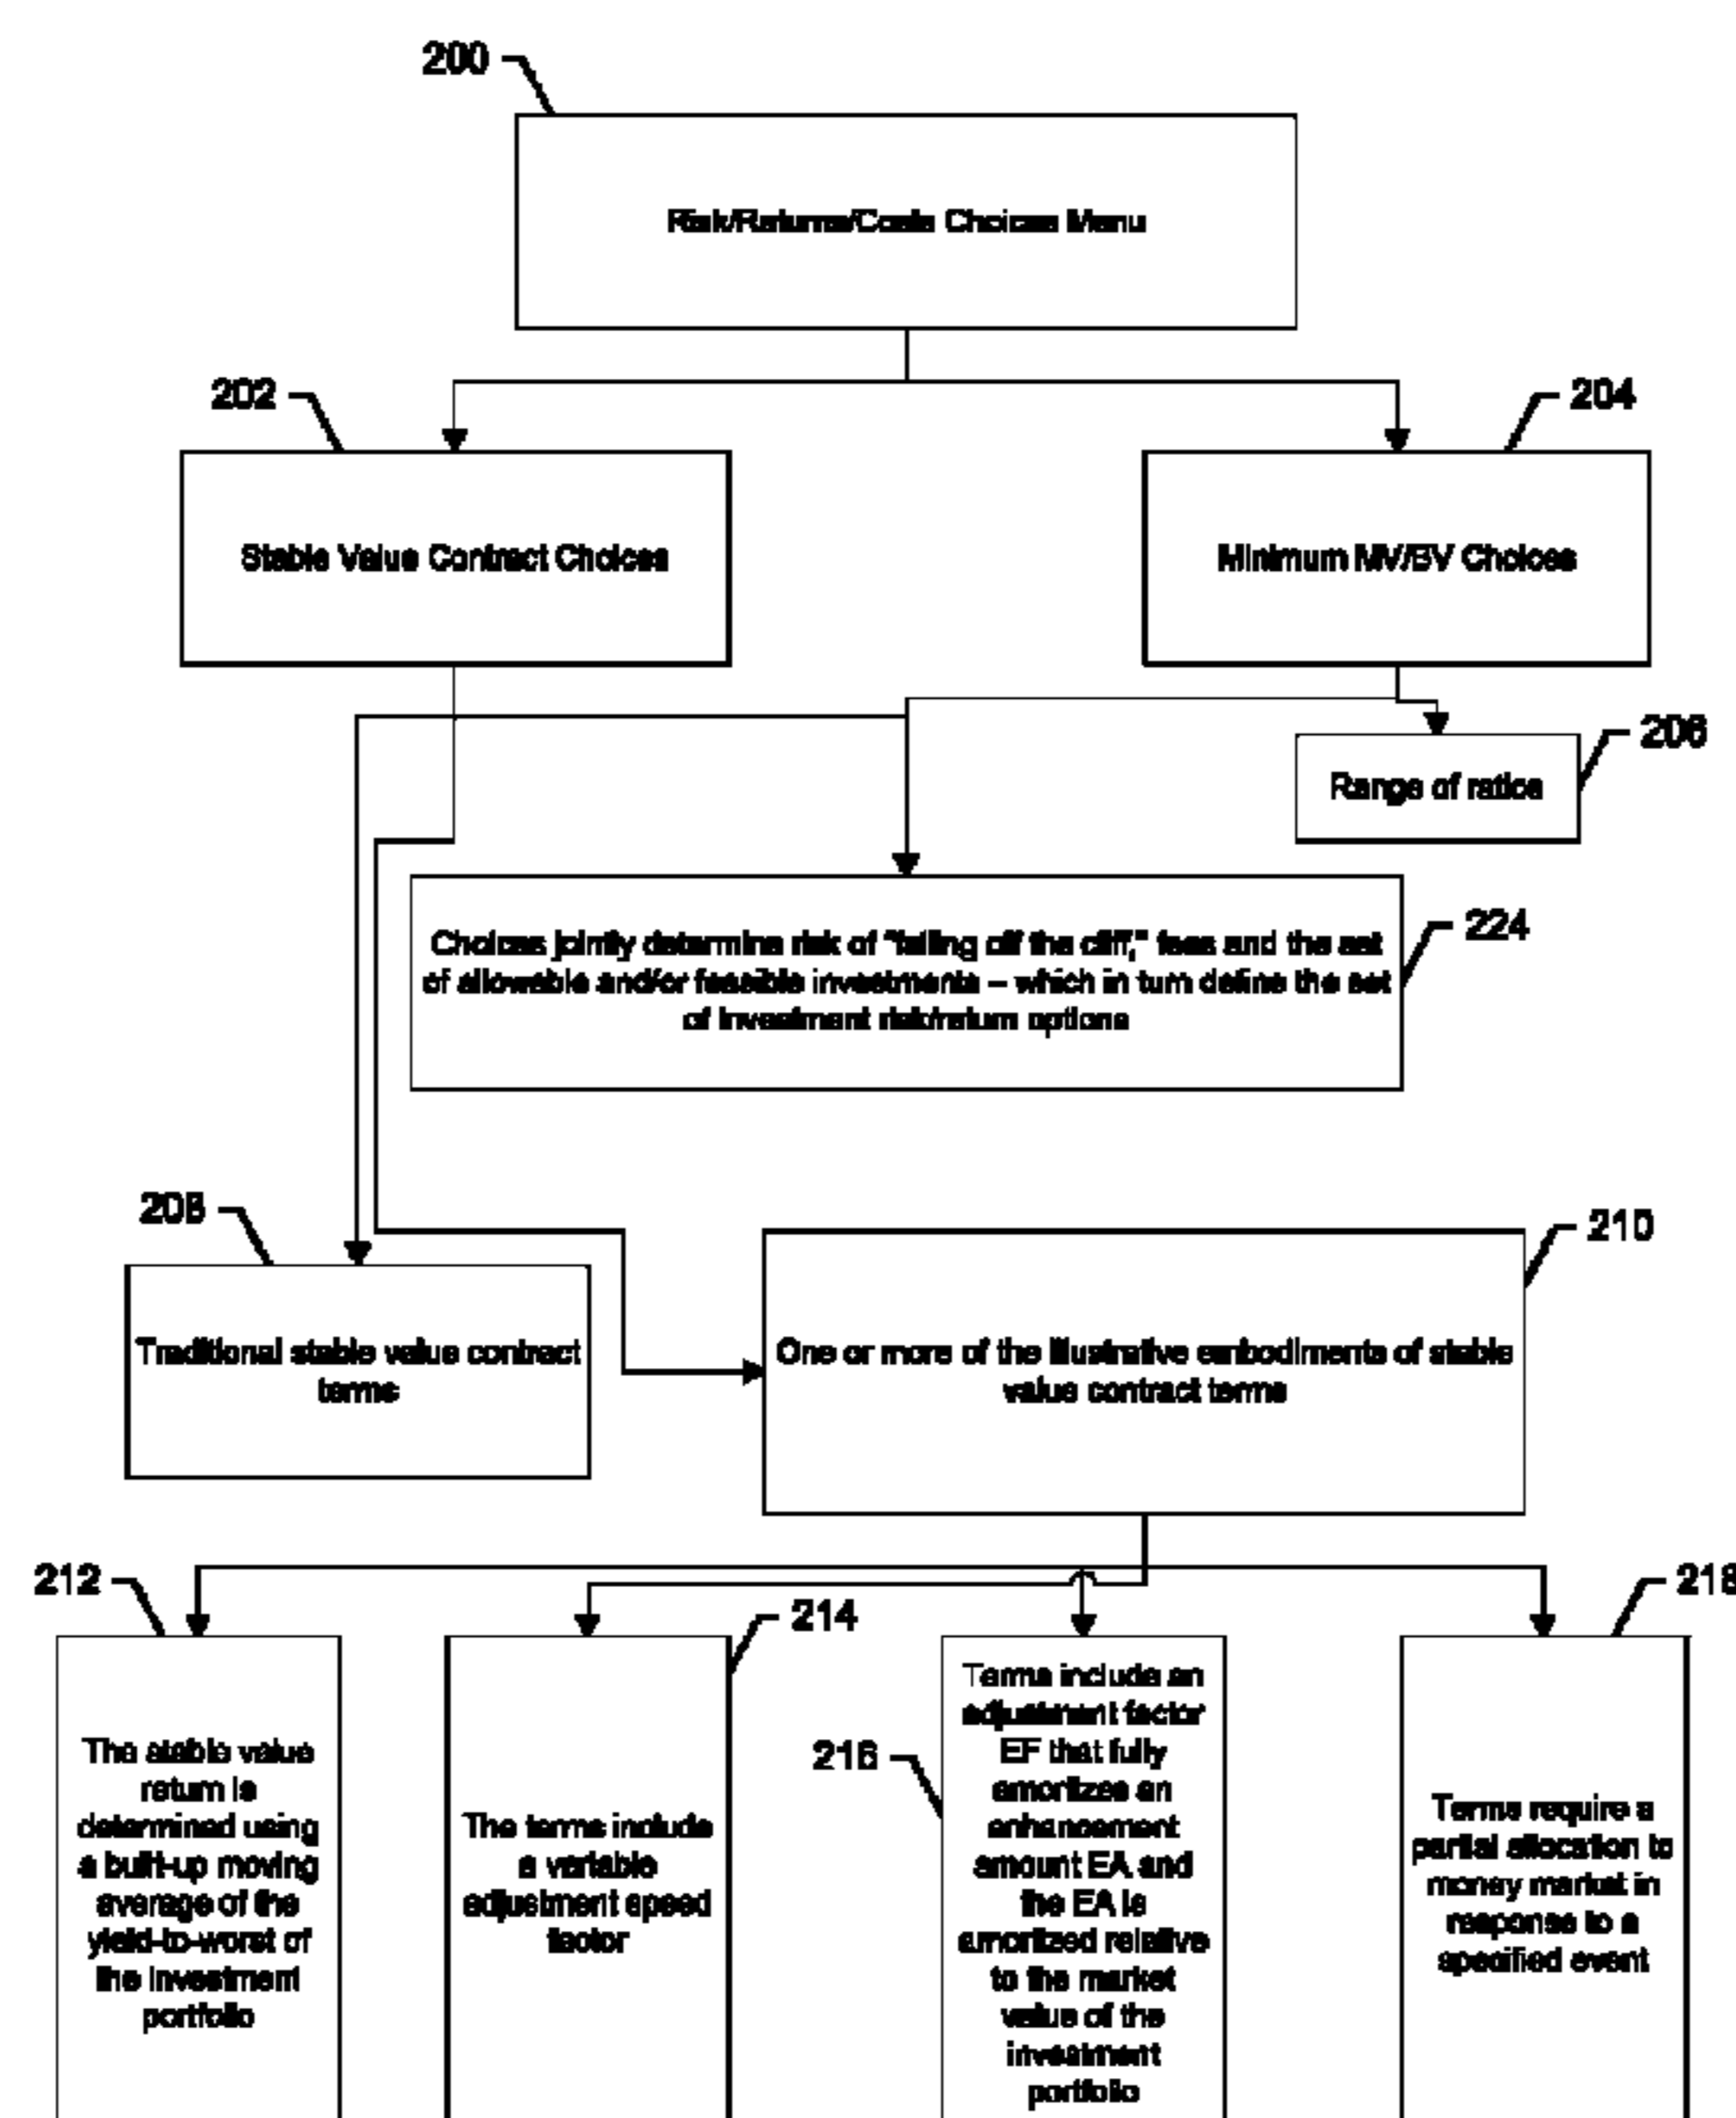 200
Risk/Returns/Costs Choices Menu
202
204
Stable Value Contract Choices
Minimum MV/BV Choices
206
Range of ratios
224
Choices jointly determine risk of "falling off the cliff," fees and the set
of allowable and/or feasible investments – which in turn define the set
of investment risk/return options
208
210
Traditional stable value contract
terms
One or more of the illustrative embodiments of stable
value contract terms
212
214
216
218
The stable value
return is
determined using
a built-up moving
average of the
yield-to-worst of
the investment
portfolio
The terms include
a variable
adjustment speed
factor
Terms include an
adjustment factor
EF that fully
amortizes an
enhancement
amount EA and
the EA is
amortized relative
to the market
value of the
investment
portfolio
Terms require a
partial allocation to
money market in
response to a
specified event